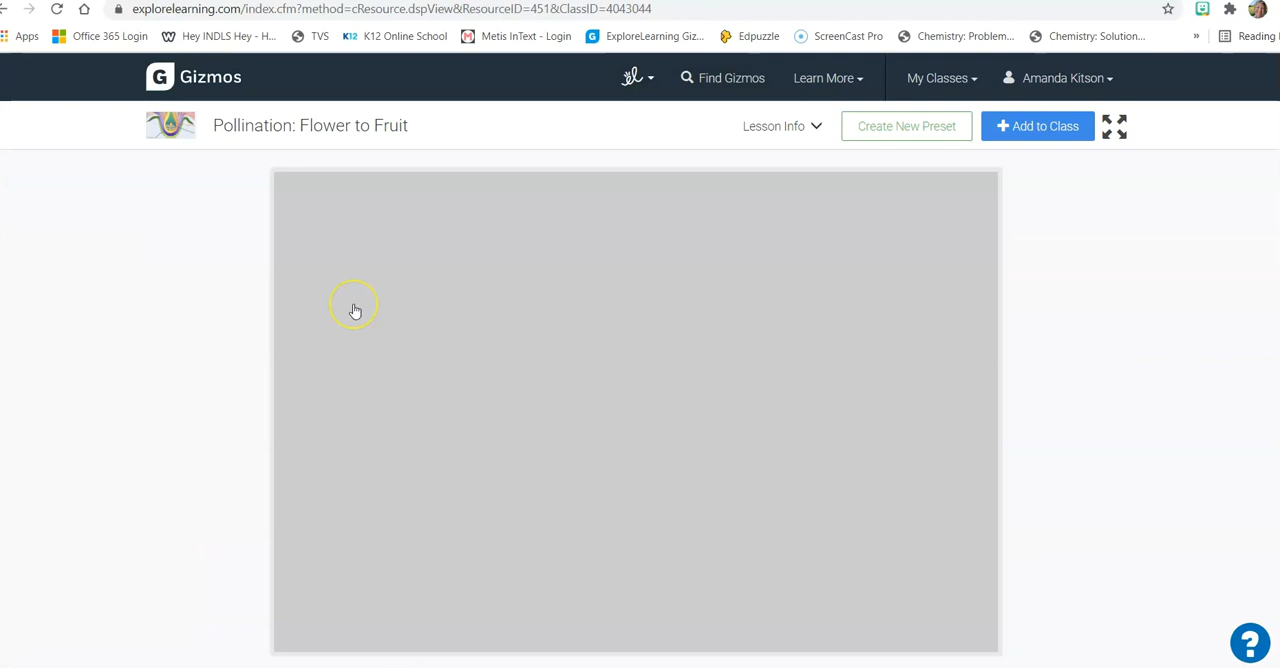 explorelearning.com/index.cfm?method=cResource.dspView&ResourceID=451&ClassID=4043044
Apps Office 365 Login Hey INDLS Hey - H... TVS K12 K12 Online School M Metis InText - Login G ExploreLearning Giz... Edpuzzle ScreenCast Pro Chemistry: Problem... Chemistry: Solution... » Reading
G Gizmos el Find Gizmos Learn More My Classes Amanda Kitson
Pollination: Flower to Fruit Lesson Info Create New Preset + Add to Class
?